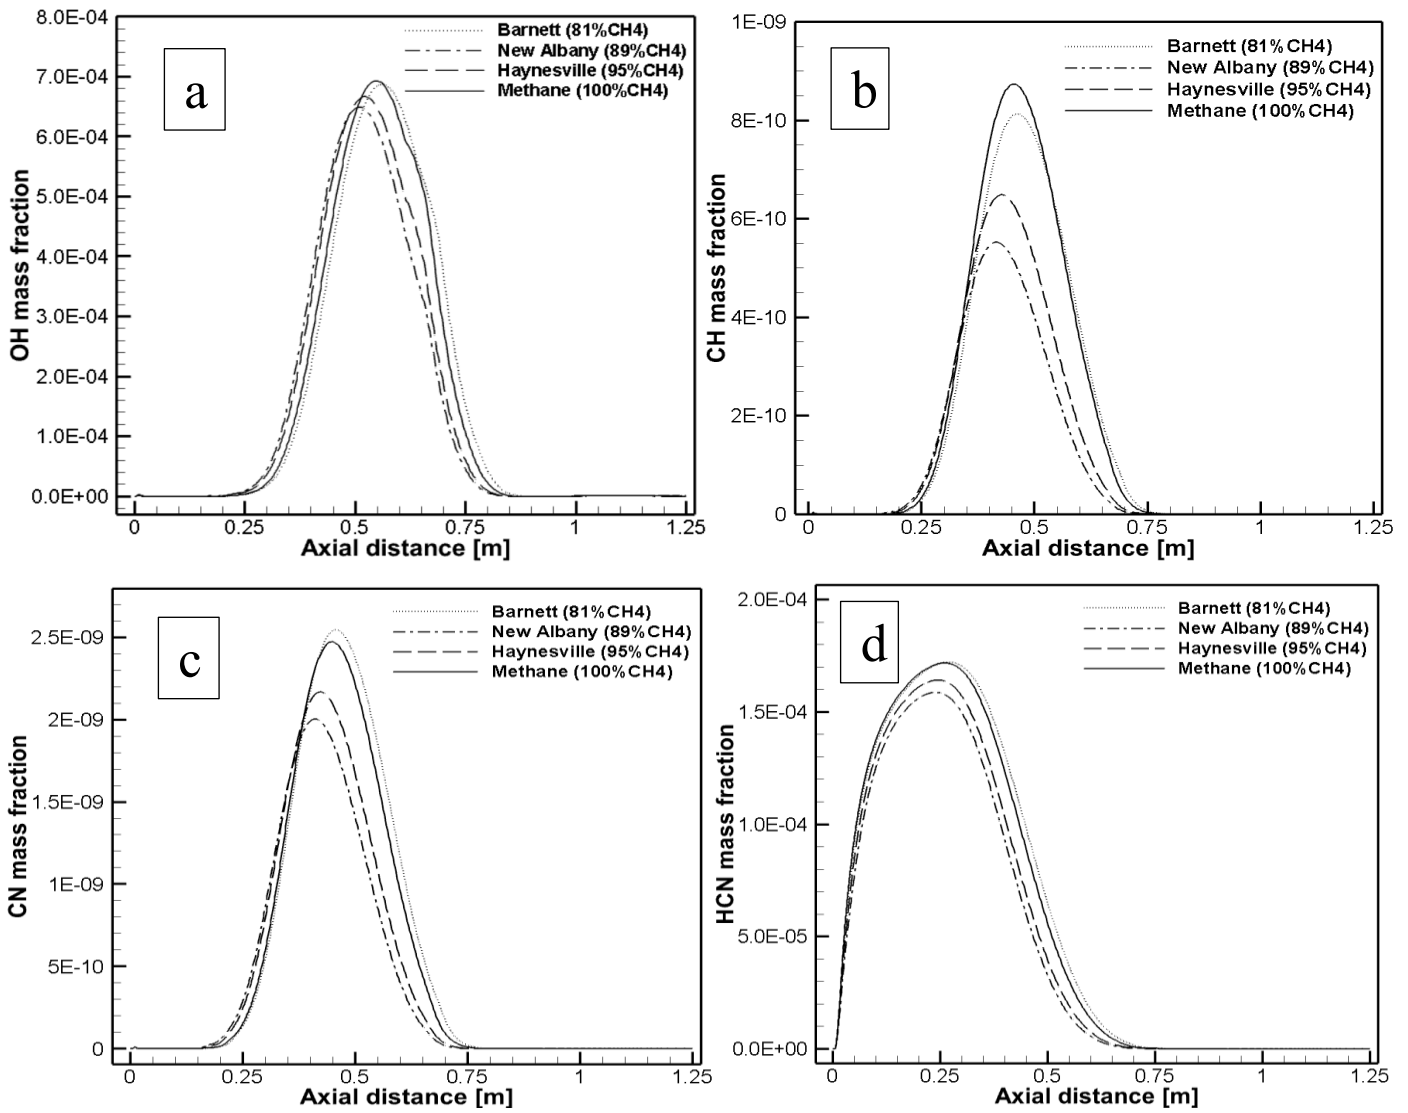 8.0E-04
7.0E-04
6.0E-04
5.0E-04
4.0E-04
3.0E-04
2.0E-04
1.0E-04
0.0E+00
OH mass fraction
a
Barnett (81%CH4)
New Albany (89%CH4)
Haynesville (95%CH4)
Methane (100%CH4)
0 0.25 0.5 0.75 1 1.25
Axial distance [m]
1E-09
8E-10
6E-10
4E-10
2E-10
0
CH mass fraction
b
Barnett (81%CH4)
New Albany (89%CH4)
Haynesville (95%CH4)
Methane (100%CH4)
0 0.25 0.5 0.75 1 1.25
Axial distance [m]
2.5E-09
2E-09
1.5E-09
1E-09
5E-10
0
CN mass fraction
c
Barnett (81%CH4)
New Albany (89%CH4)
Haynesville (95%CH4)
Methane (100%CH4)
0 0.25 0.5 0.75 1 1.25
Axial distance [m]
2.0E-04
1.5E-04
1.0E-04
5.0E-05
0.0E+00
HCN mass fraction
d
Barnett (81%CH4)
New Albany (89%CH4)
Haynesville (95%CH4)
Methane (100%CH4)
0 0.25 0.5 0.75 1 1.25
Axial distance [m]